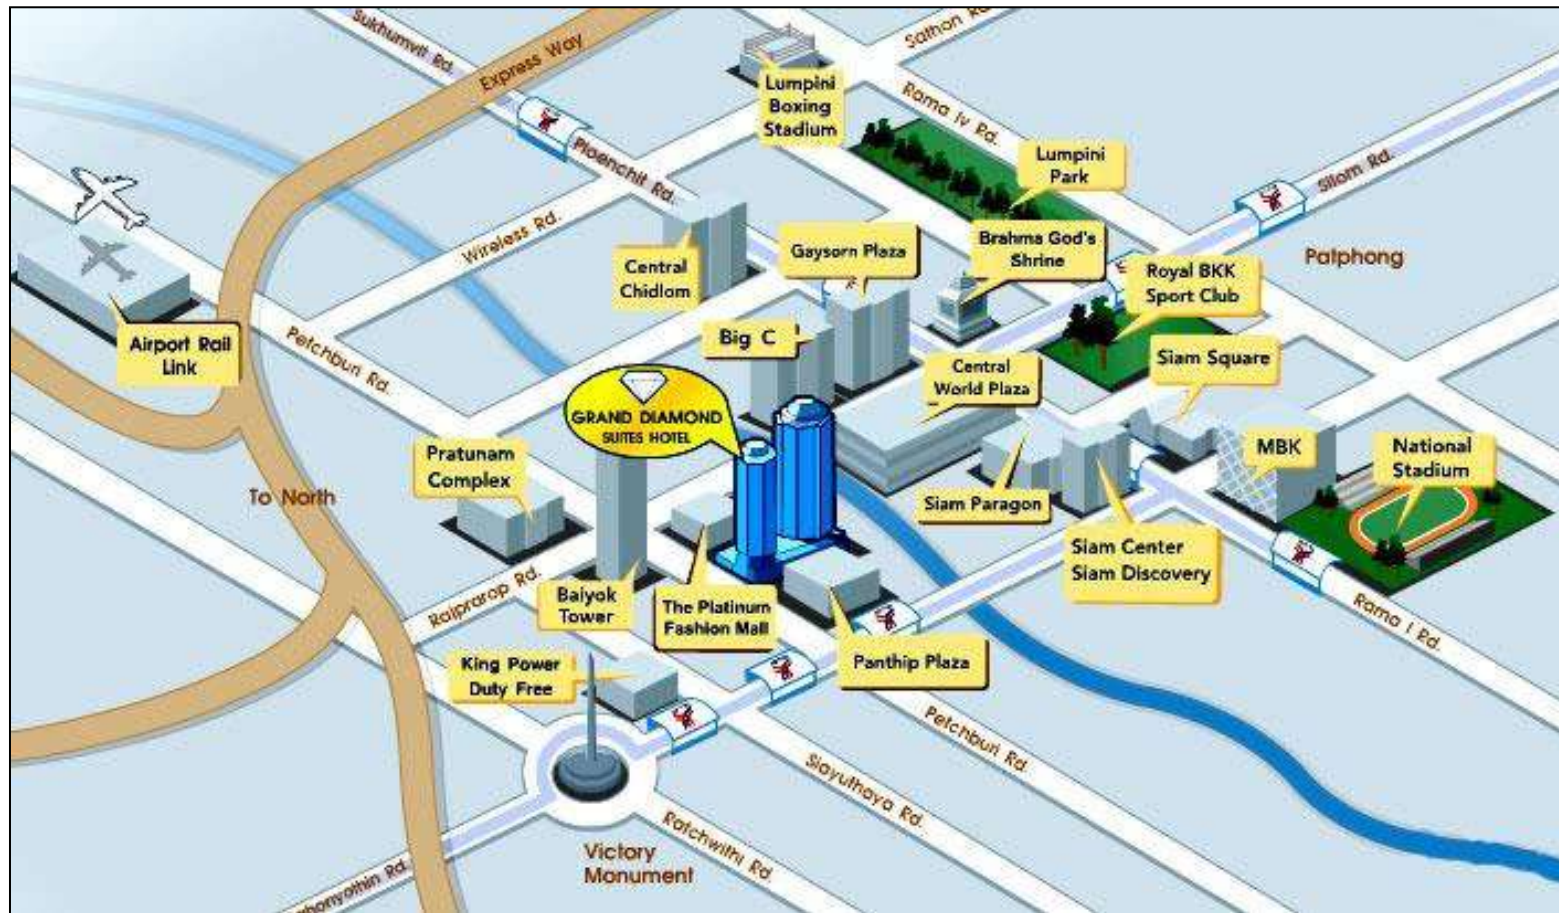 Sukhumvit Rd.
Express Way
Sathon Rd.
Lumpini
Boxing
Stadium
Rama Iv Rd.
Ploenchit Rd.
Lumpini
Park
Silom Rd.
Wireless Rd.
Central
Chidlom
Gaysorn Plaza
Brahma God's
Shrine
Royal BKK
Sport Club
Patphong
Airport Rail
Link
Petchburi Rd.
Big C
Central
World Plaza
Siam Square
GRAND DIAMOND
SUITES HOTEL
Pratunam
Complex
MBK
National
Stadium
To North
Siam Paragon
Siam Center
Siam Discovery
Rajprarop Rd.
Baiyok
Tower
The Platinum
Fashion Mall
Rama I Rd.
King Power
Duty Free
Panthip Plaza
Petchburi Rd.
Siayuthaya Rd.
Ratchwithi Rd.
Victory
Monument
honyothin Rd.